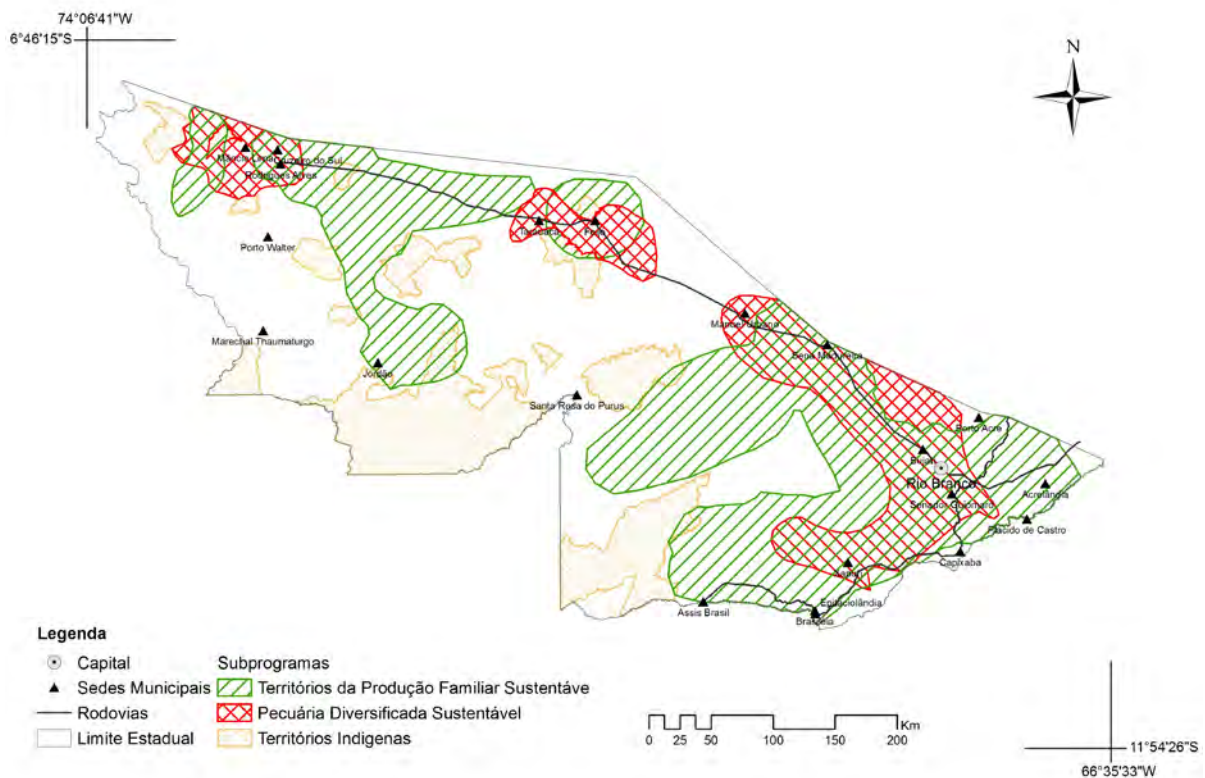 74°06'41"W
6°46'15"S
N
Mâncio Lima
Cruzeiro do Sul
Rodrigues Alves
Porto Walter
Tarauacá
Feijó
Marechal Thaumaturgo
Jordão
Manoel Urbano
Sena Madureira
Santa Rosa do Purus
Porto Acre
Bujari
Rio Branco
Acrelândia
Senador Guiomard
Plácido de Castro
Capixaba
Xapuri
Epitaciolândia
Assis Brasil
Brasileia
Legenda
Capital
Subprogramas
Sedes Municipais
Territórios da Produção Familiar Sustentáve
Rodovias
Pecuária Diversificada Sustentável
Limite Estadual
Territórios Indigenas
Km
0 25 50 100 150 200
11°54'26"S
66°35'33"W